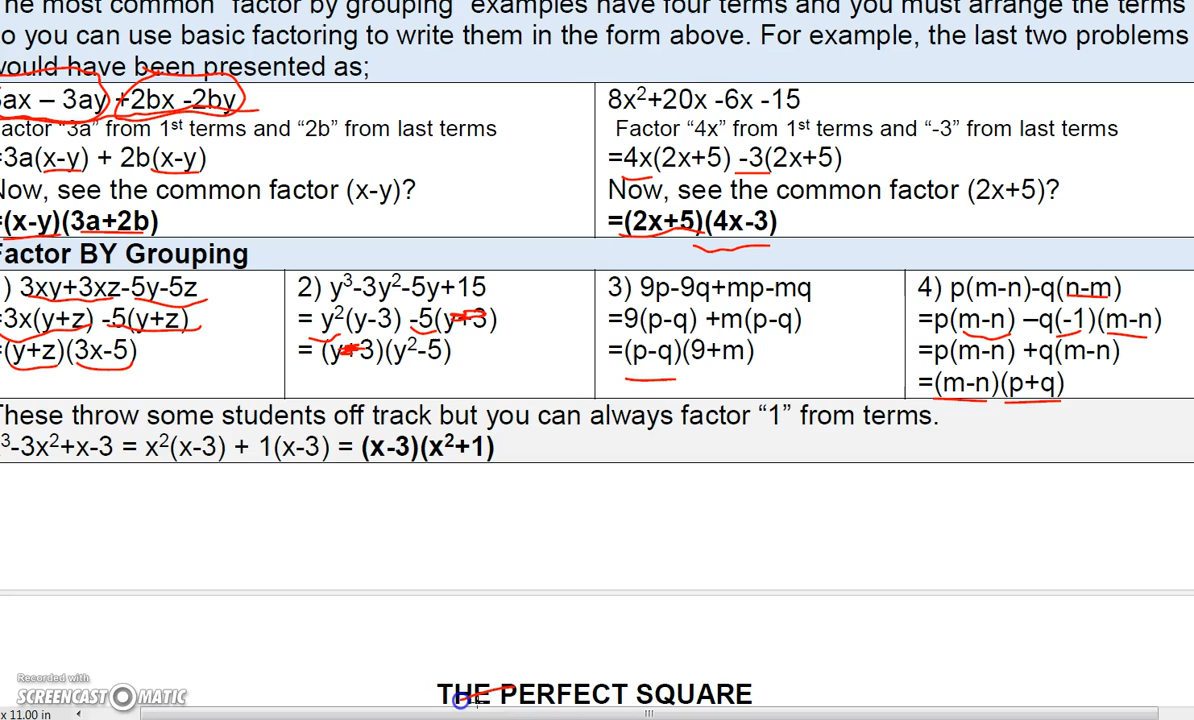 he most common "factor by grouping" examples have four terms and you must arrange the terms
o you can use basic factoring to write them in the form above. For example, the last two problems
would have been presented as;
ax – 3ay +2bx -2by
actor "3a" from 1st terms and "2b" from last terms
=3a(x-y) + 2b(x-y)
Now, see the common factor (x-y)?
=(x-y)(3a+2b)
8x²+20x -6x -15
Factor "4x" from 1st terms and "-3" from last terms
=4x(2x+5) -3(2x+5)
Now, see the common factor (2x+5)?
=(2x+5)(4x-3)
Factor BY Grouping
) 3xy+3xz-5y-5z
=3x(y+z) -5(y+z)
=(y+z)(3x-5)
2) y³-3y²-5y+15
= y²(y-3) -5(y-3)
= (y-3)(y²-5)
3) 9p-9q+mp-mq
=9(p-q) +m(p-q)
=(p-q)(9+m)
4) p(m-n)-q(n-m)
=p(m-n) –q(-1)(m-n)
=p(m-n) +q(m-n)
=(m-n)(p+q)
These throw some students off track but you can always factor "1" from terms.
³-3x²+x-3 = x²(x-3) + 1(x-3) = (x-3)(x²+1)
THE PERFECT SQUARE
Recorded with
SCREENCAST O MATIC
x 11.00 in